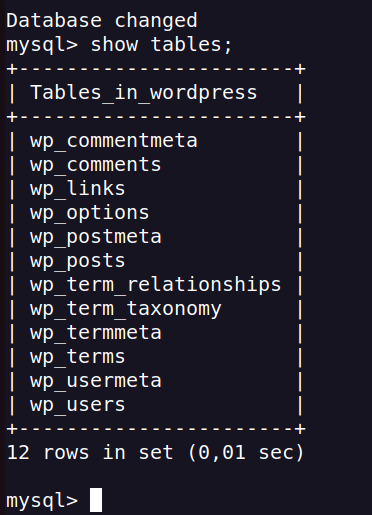 Database changed
mysql> show tables;
+-----------------------+
| Tables_in_wordpress   |
+-----------------------+
| wp_commentmeta        |
| wp_comments           |
| wp_links              |
| wp_options            |
| wp_postmeta           |
| wp_posts              |
| wp_term_relationships |
| wp_term_taxonomy      |
| wp_termmeta           |
| wp_terms              |
| wp_usermeta           |
| wp_users              |
+-----------------------+
12 rows in set (0,01 sec)
mysql>